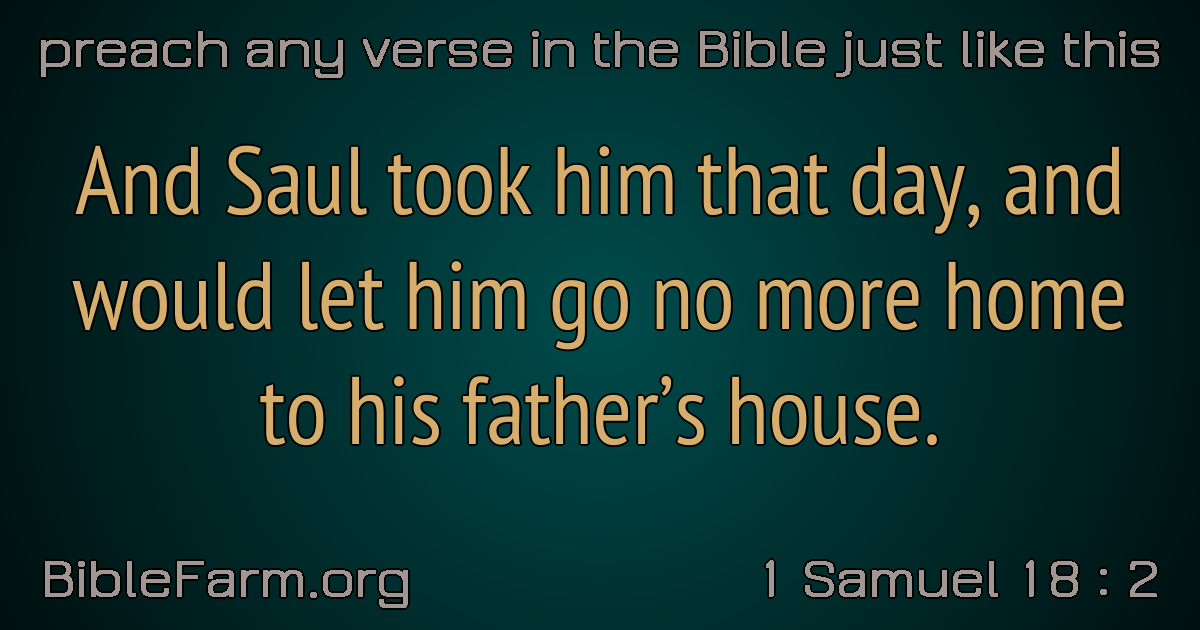 preach any verse in the Bible just like this
And Saul took him that day, and
would let him go no more home
to his father’s house.
BibleFarm.org
1 Samuel 18 : 2